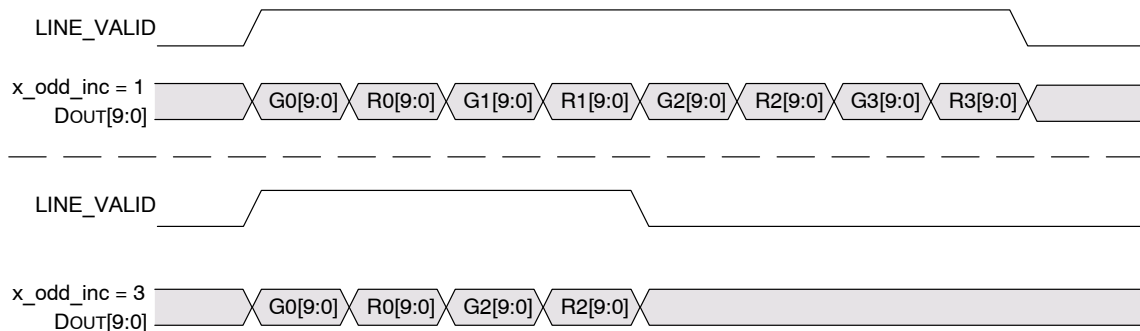 LINE_VALID
x_odd_inc = 1
DOUT[9:0]
G0[9:0] R0[9:0] G1[9:0] R1[9:0] G2[9:0] R2[9:0] G3[9:0] R3[9:0]
LINE_VALID
x_odd_inc = 3
DOUT[9:0]
G0[9:0] R0[9:0] G2[9:0] R2[9:0]